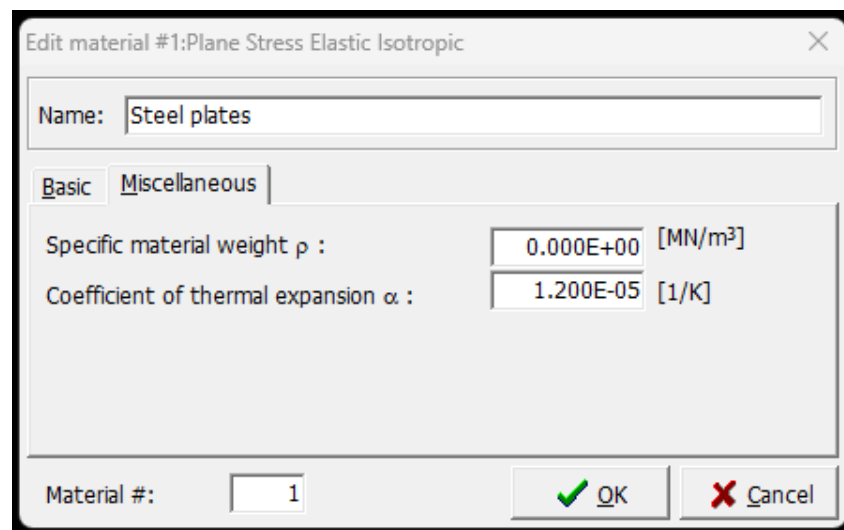 Edit material #1:Plane Stress Elastic Isotropic
Name: Steel plates
Basic Miscellaneous
Specific material weight ρ : 0.000E+00 [MN/m³]
Coefficient of thermal expansion α : 1.200E-05 [1/K]
Material #: 1 OK Cancel